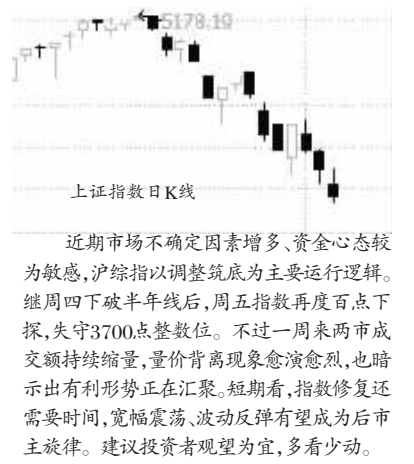 5178.19
上证指数日K线
近期市场不确定因素增多、资金心态较
为敏感,沪综指以调整筑底为主要运行逻辑。
继周四下破半年线后,周五指数再度百点下
探,失守3700点整数位。不过一周来两市成
交额持续缩量,量价背离现象愈演愈烈,也暗
示出有利形势正在汇聚。短期看,指数修复还
需要时间,宽幅震荡、波动反弹有望成为后市
主旋律。建议投资者观望为宜,多看少动。